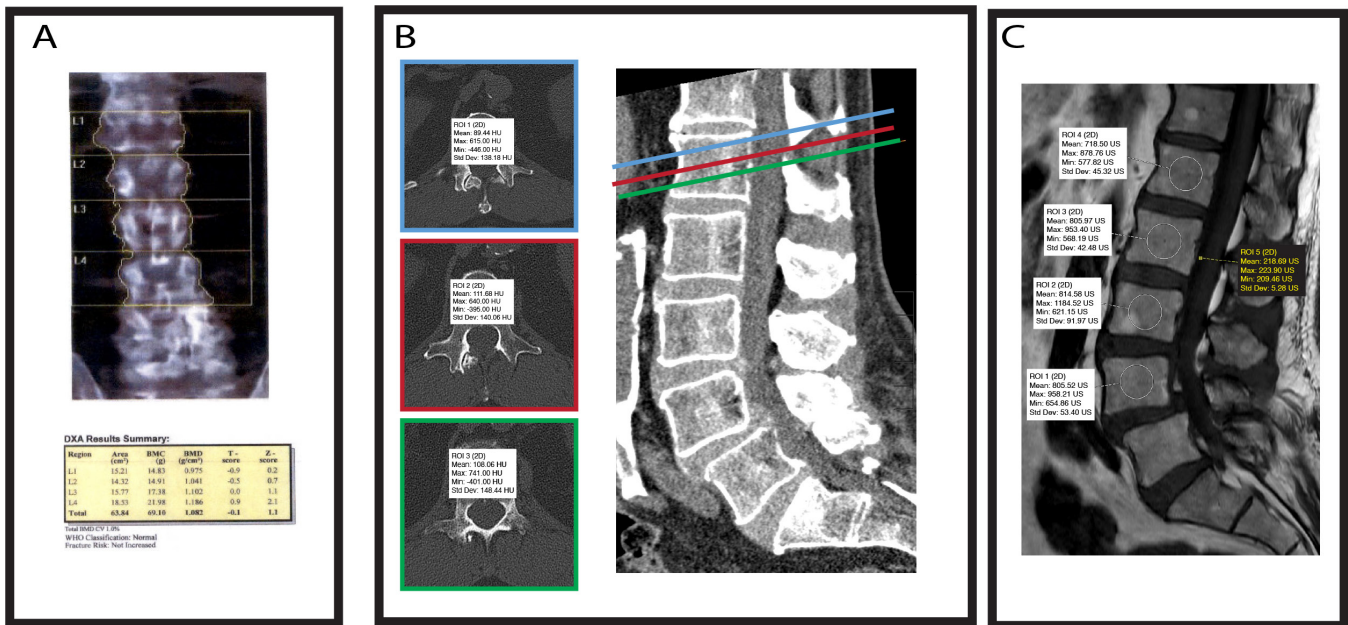 A
L1
L2
L3
L4
DXA Results Summary:
Region Area (cm²) BMC (g) BMD (g/cm²) T - score Z - score
L1 15.21 14.83 0.975 -0.9 0.2
L2 14.32 14.91 1.041 -0.5 0.7
L3 15.77 17.38 1.102 0.0 1.1
L4 18.53 21.98 1.186 0.9 2.1
Total 63.84 69.10 1.082 -0.1 1.1
Total BMD CV 1.0%
WHO Classification: Normal
Fracture Risk: Not Increased
B
ROI 1 (2D)
Mean: 89.44 HU
Max: 615.00 HU
Min: -446.00 HU
Std Dev: 138.18 HU
ROI 2 (2D)
Mean: 111.68 HU
Max: 640.00 HU
Min: -395.00 HU
Std Dev: 140.06 HU
ROI 3 (2D)
Mean: 108.06 HU
Max: 741.00 HU
Min: -401.00 HU
Std Dev: 148.44 HU
C
ROI 4 (2D)
Mean: 718.50 US
Max: 878.76 US
Min: 577.82 US
Std Dev: 45.32 US
ROI 3 (2D)
Mean: 805.97 US
Max: 953.40 US
Min: 568.19 US
Std Dev: 42.48 US
ROI 5 (2D)
Mean: 218.69 US
Max: 223.90 US
Min: 209.46 US
Std Dev: 5.28 US
ROI 2 (2D)
Mean: 814.58 US
Max: 1184.52 US
Min: 621.15 US
Std Dev: 91.97 US
ROI 1 (2D)
Mean: 805.52 US
Max: 958.21 US
Min: 654.86 US
Std Dev: 53.40 US